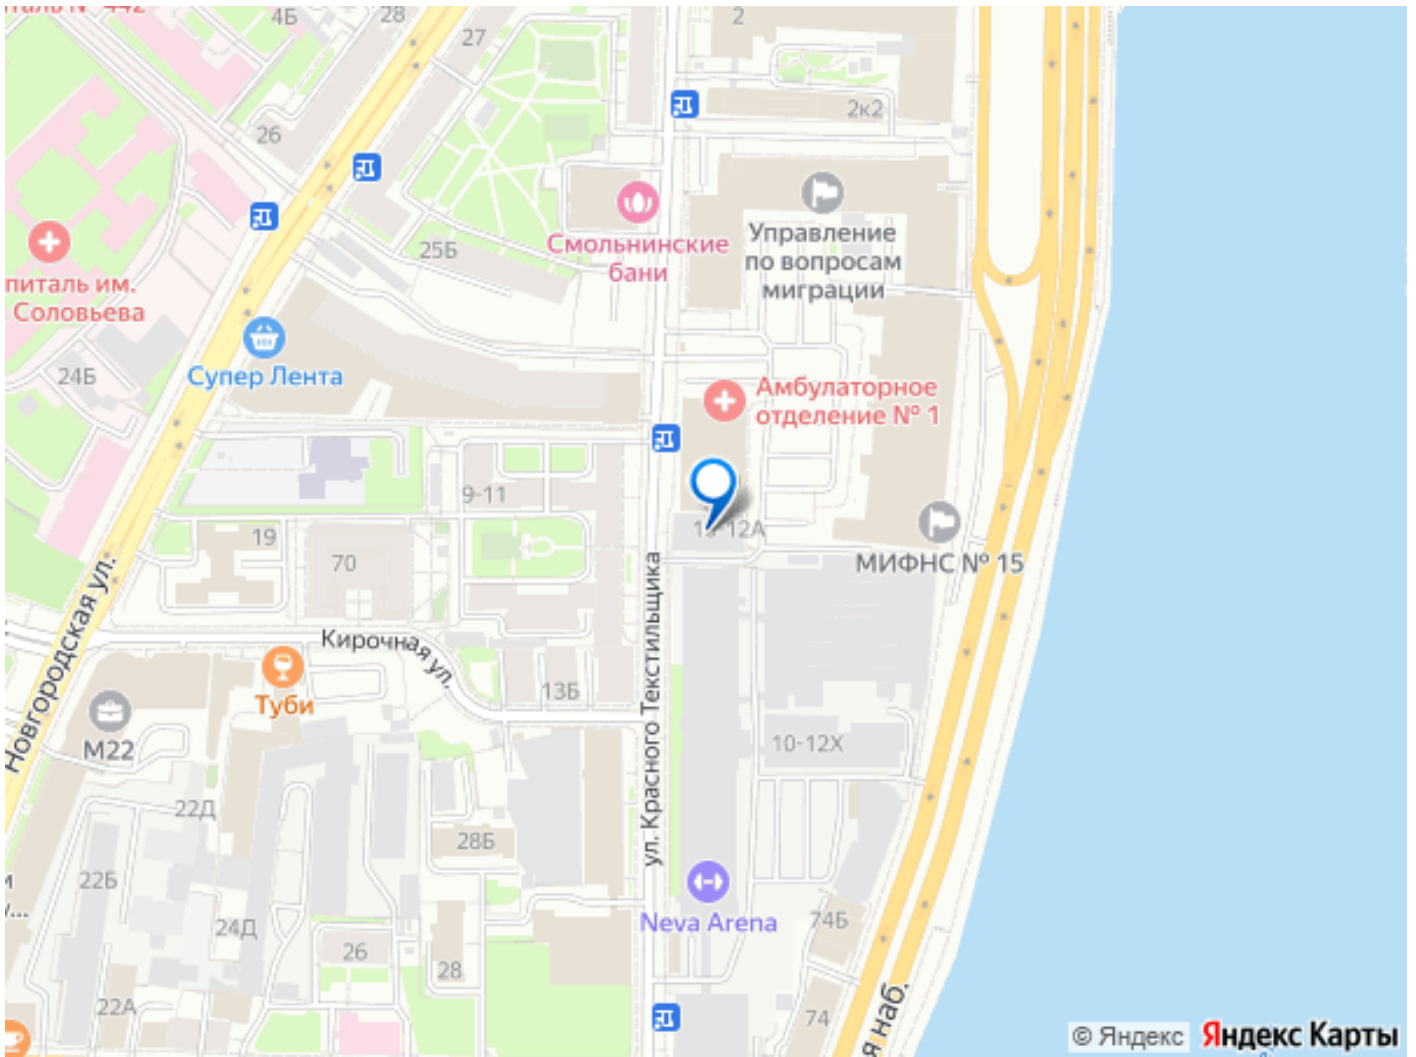 № 442
4Б
28
27
2
2к2
26
25Б
Смольнинские
бани
Управление
по вопросам
миграции
питаль им.
Соловьева
24Б
Супер Лента
Амбулаторное
отделение № 1
9-11
19
70
10-12А
МИФНС № 15
Новгородская ул.
Кирочная ул.
ул. Красного Текстильщика
Туби
13Б
М22
10-12Х
22Д
28Б
22Б
и
у...
Neva Arena
24Д
74Б
26
28
22А
74
я наб.
© Яндекс
Яндекс Карты